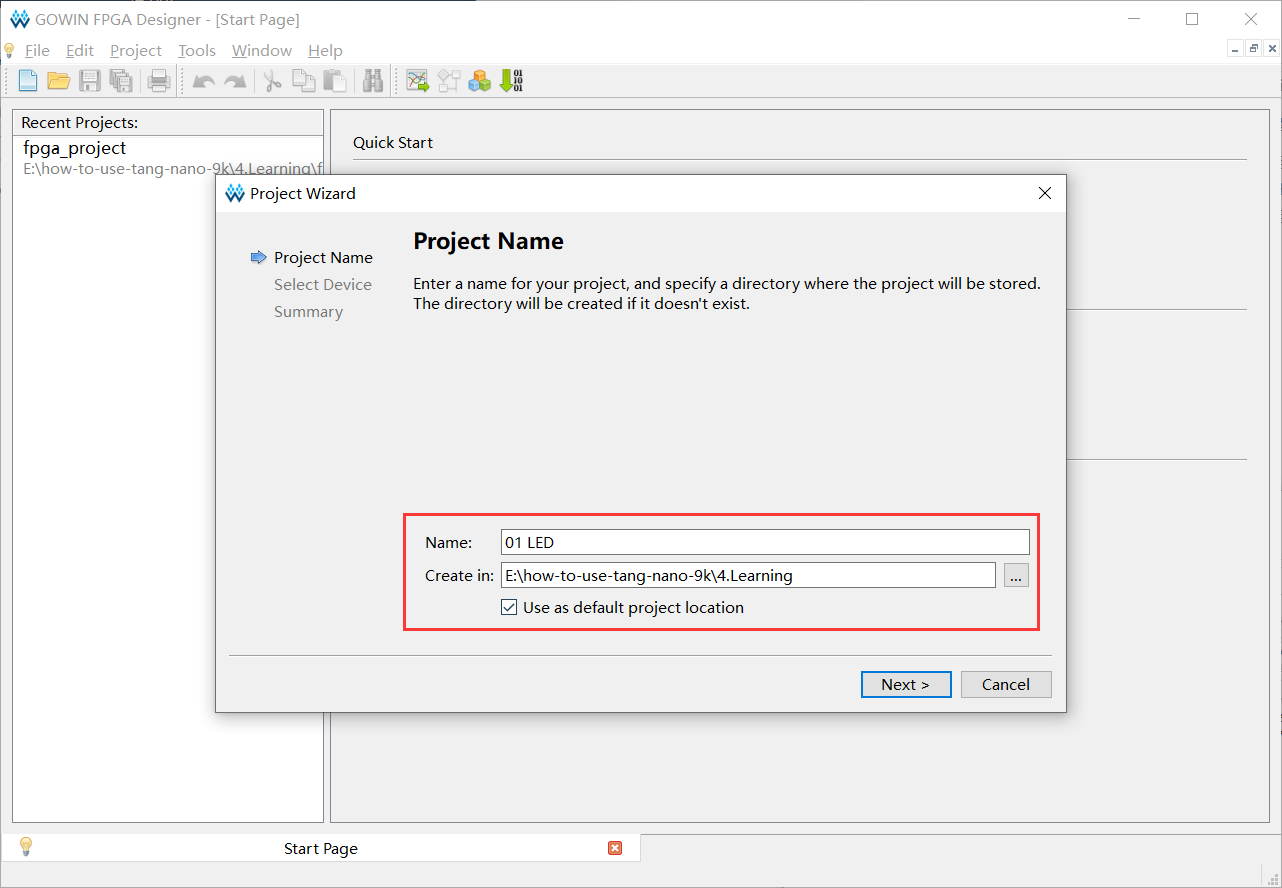 GOWIN FPGA Designer - [Start Page]
File Edit Project Tools Window Help
Recent Projects:
fpga_project
E:\how-to-use-tang-nano-9k\4.Learning\f
Quick Start
Project Wizard
Project Name
Select Device
Summary
Project Name
Enter a name for your project, and specify a directory where the project will be stored.
The directory will be created if it doesn't exist.
Name: 01 LED
Create in: E:\how-to-use-tang-nano-9k\4.Learning ...
Use as default project location
Next > Cancel
Start Page